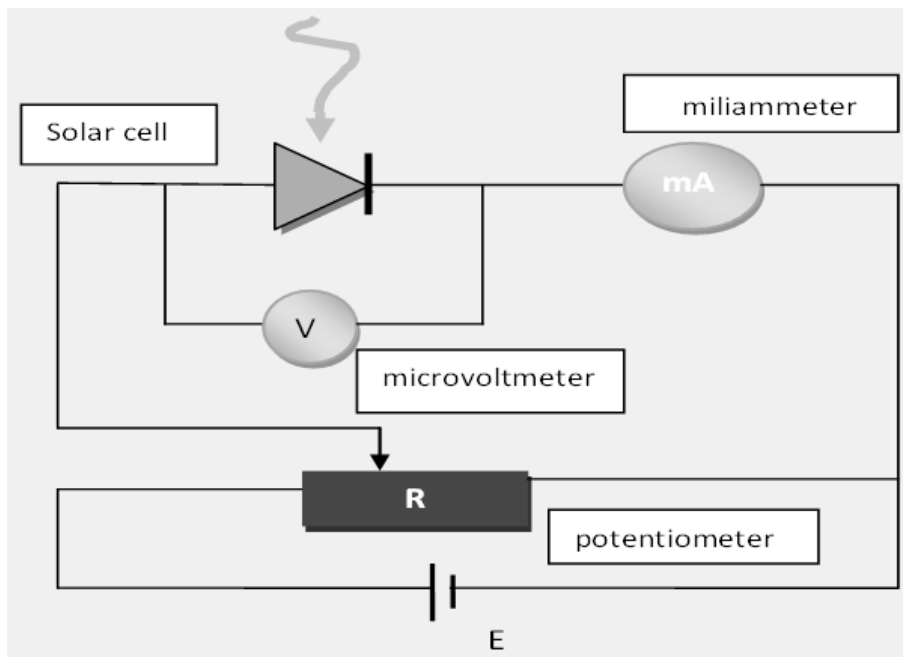 miliammeter
Solar cell
mA
V
microvoltmeter
R
potentiometer
E